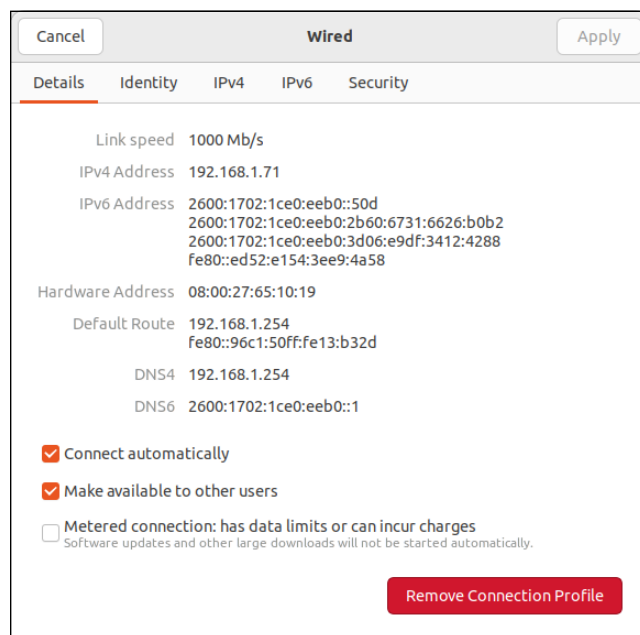 Cancel
Wired
Apply
Details
Identity
IPv4
IPv6
Security
Link speed 1000 Mb/s
IPv4 Address 192.168.1.71
IPv6 Address 2600:1702:1ce0:eeb0::50d
2600:1702:1ce0:eeb0:2b60:6731:6626:b0b2
2600:1702:1ce0:eeb0:3d06:e9df:3412:4288
fe80::ed52:e154:3ee9:4a58
Hardware Address 08:00:27:65:10:19
Default Route 192.168.1.254
fe80::96c1:50ff:fe13:b32d
DNS4 192.168.1.254
DNS6 2600:1702:1ce0:eeb0::1
Connect automatically
Make available to other users
Metered connection: has data limits or can incur charges
Software updates and other large downloads will not be started automatically.
Remove Connection Profile